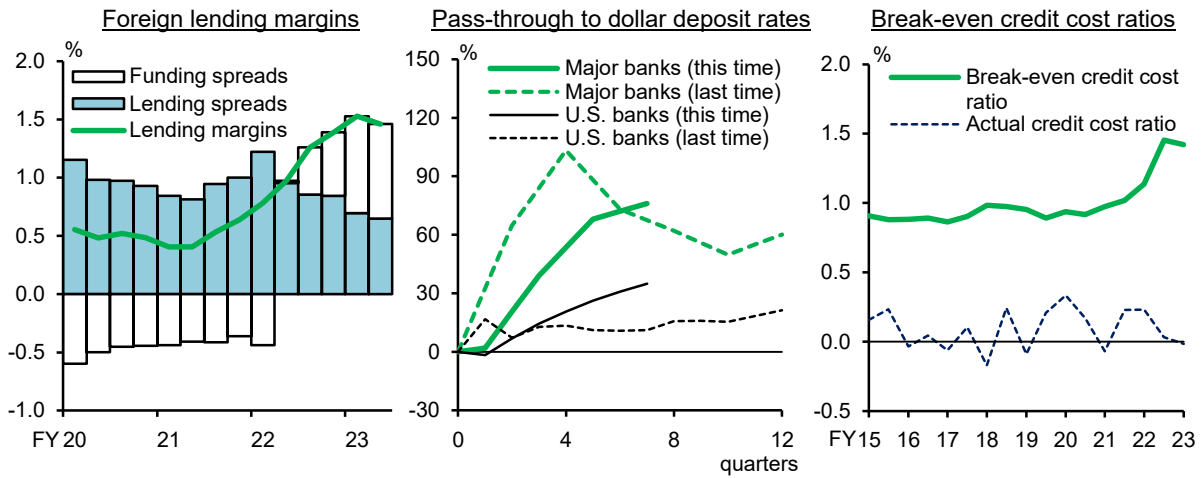 Foreign lending margins
%
2.0
1.5
1.0
0.5
0.0
-0.5
-1.0
Funding spreads
Lending spreads
Lending margins
FY 20 21 22 23
Pass-through to dollar deposit rates
%
150
120
90
60
30
0
-30
Major banks (this time)
Major banks (last time)
U.S. banks (this time)
U.S. banks (last time)
0 4 8 12
quarters
Break-even credit cost ratios
%
2.0
1.5
1.0
0.5
0.0
-0.5
Break-even credit cost
ratio
Actual credit cost ratio
FY 15 16 17 18 19 20 21 22 23